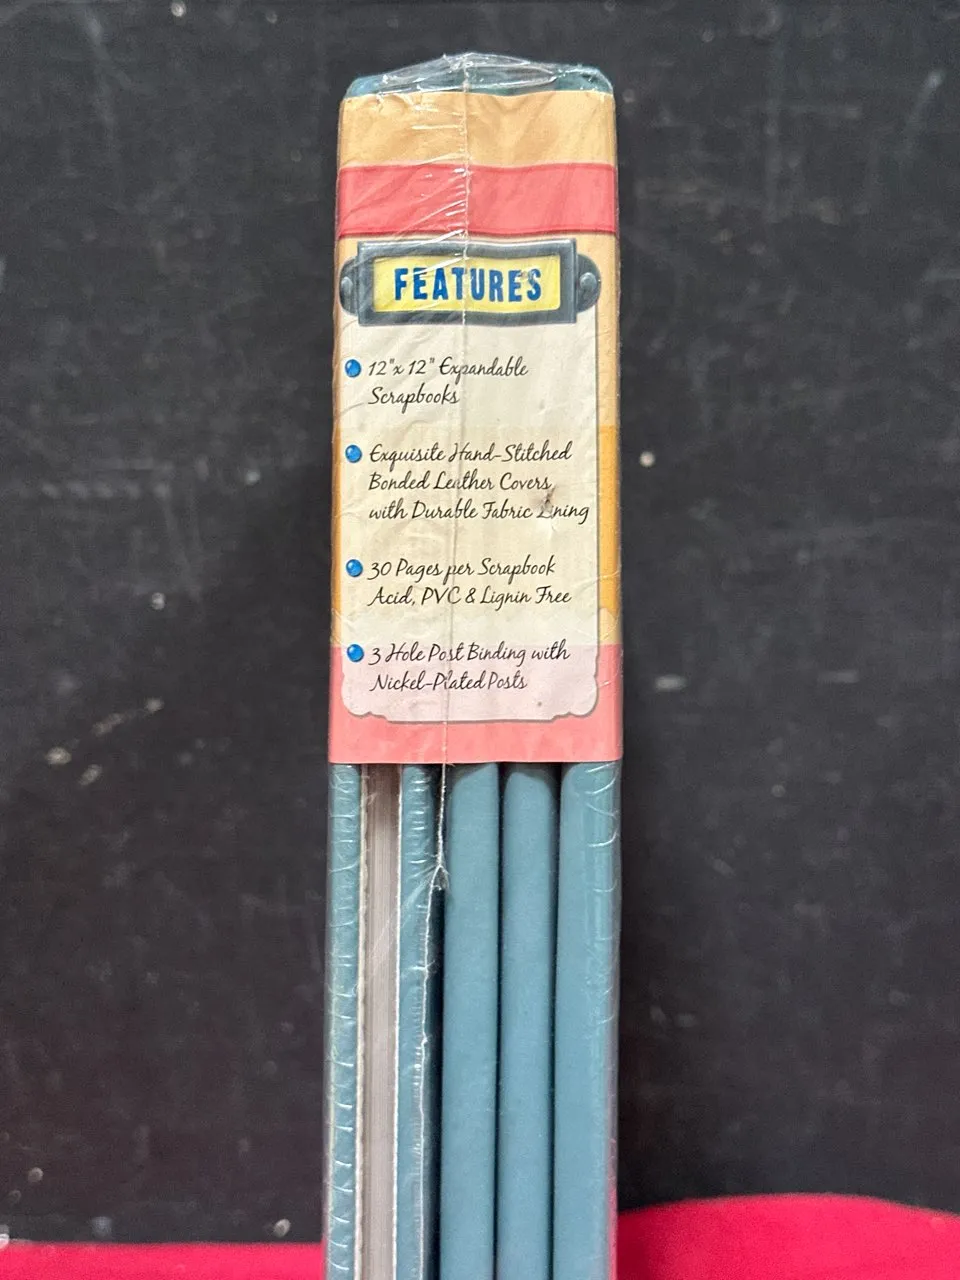 FEATURES
12"x 12" Expandable
Scrapbooks
Exquisite Hand-Stitched
Bonded Leather Covers
with Durable Fabric Lining
30 Pages per Scrapbook
Acid, PVC & Lignin Free
3 Hole Post Binding with
Nickel-Plated Posts